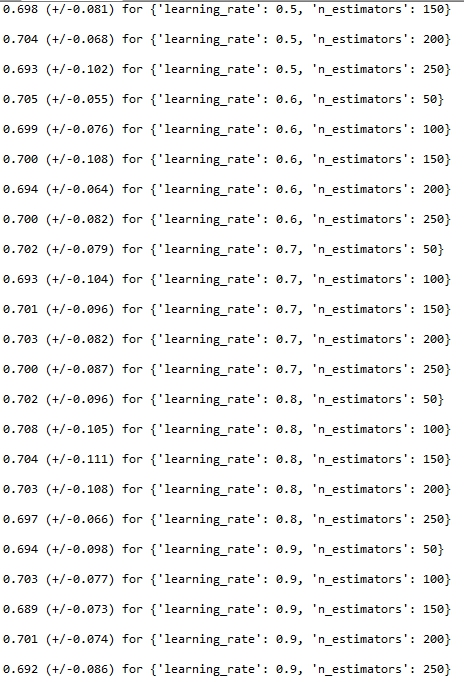 0.698 (+/-0.081) for {'learning_rate': 0.5, 'n_estimators': 150}
0.704 (+/-0.068) for {'learning_rate': 0.5, 'n_estimators': 200}
0.693 (+/-0.102) for {'learning_rate': 0.5, 'n_estimators': 250}
0.705 (+/-0.055) for {'learning_rate': 0.6, 'n_estimators': 50}
0.699 (+/-0.076) for {'learning_rate': 0.6, 'n_estimators': 100}
0.700 (+/-0.108) for {'learning_rate': 0.6, 'n_estimators': 150}
0.694 (+/-0.064) for {'learning_rate': 0.6, 'n_estimators': 200}
0.700 (+/-0.082) for {'learning_rate': 0.6, 'n_estimators': 250}
0.702 (+/-0.079) for {'learning_rate': 0.7, 'n_estimators': 50}
0.693 (+/-0.104) for {'learning_rate': 0.7, 'n_estimators': 100}
0.701 (+/-0.096) for {'learning_rate': 0.7, 'n_estimators': 150}
0.703 (+/-0.082) for {'learning_rate': 0.7, 'n_estimators': 200}
0.700 (+/-0.087) for {'learning_rate': 0.7, 'n_estimators': 250}
0.702 (+/-0.096) for {'learning_rate': 0.8, 'n_estimators': 50}
0.708 (+/-0.105) for {'learning_rate': 0.8, 'n_estimators': 100}
0.704 (+/-0.111) for {'learning_rate': 0.8, 'n_estimators': 150}
0.703 (+/-0.108) for {'learning_rate': 0.8, 'n_estimators': 200}
0.697 (+/-0.066) for {'learning_rate': 0.8, 'n_estimators': 250}
0.694 (+/-0.098) for {'learning_rate': 0.9, 'n_estimators': 50}
0.703 (+/-0.077) for {'learning_rate': 0.9, 'n_estimators': 100}
0.689 (+/-0.073) for {'learning_rate': 0.9, 'n_estimators': 150}
0.701 (+/-0.074) for {'learning_rate': 0.9, 'n_estimators': 200}
0.692 (+/-0.086) for {'learning_rate': 0.9, 'n_estimators': 250}